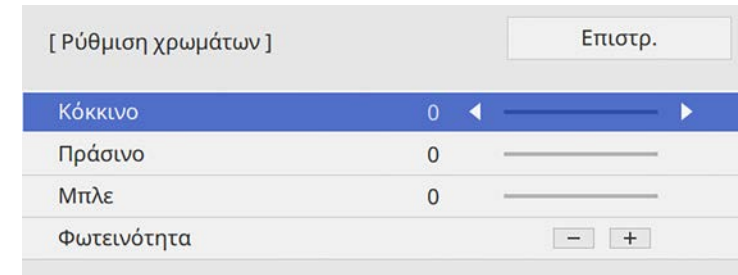 [ Ρύθμιση χρωμάτων ] Επιστρ.
Κόκκινο 0
Πράσινο 0
Μπλε 0
Φωτεινότητα − +